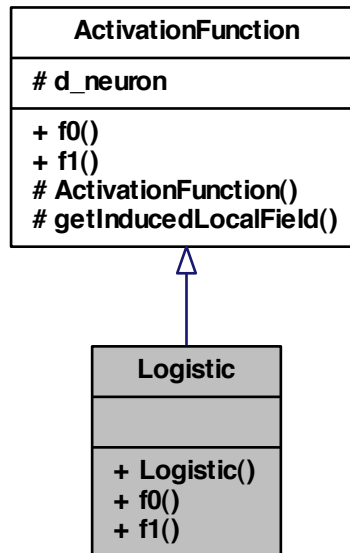 ActivationFunction
# d_neuron
+ f0()
+ f1()
# ActivationFunction()
# getInducedLocalField()
Logistic
+ Logistic()
+ f0()
+ f1()